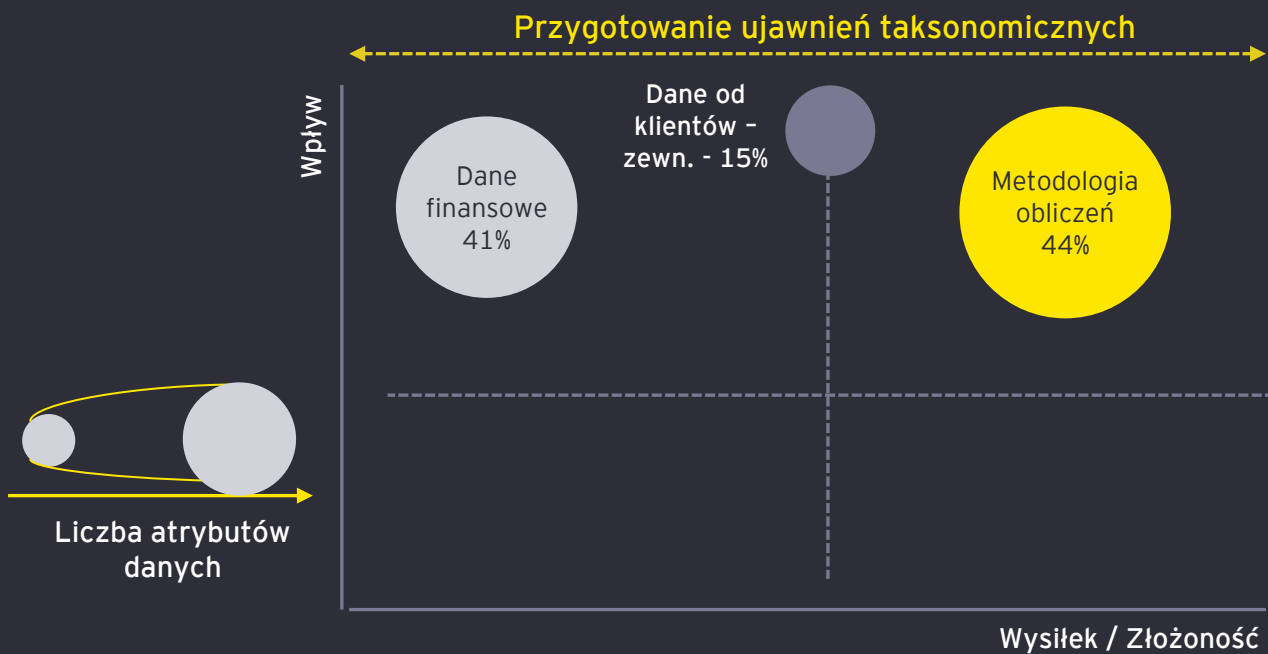 Przygotowanie ujawnień taksonomicznych
Wpływ
Dane
finansowe
41%
Dane od
klientów –
zewn. - 15%
Metodologia
obliczeń
44%
Liczba atrybutów
danych
Wysiłek / Złożoność